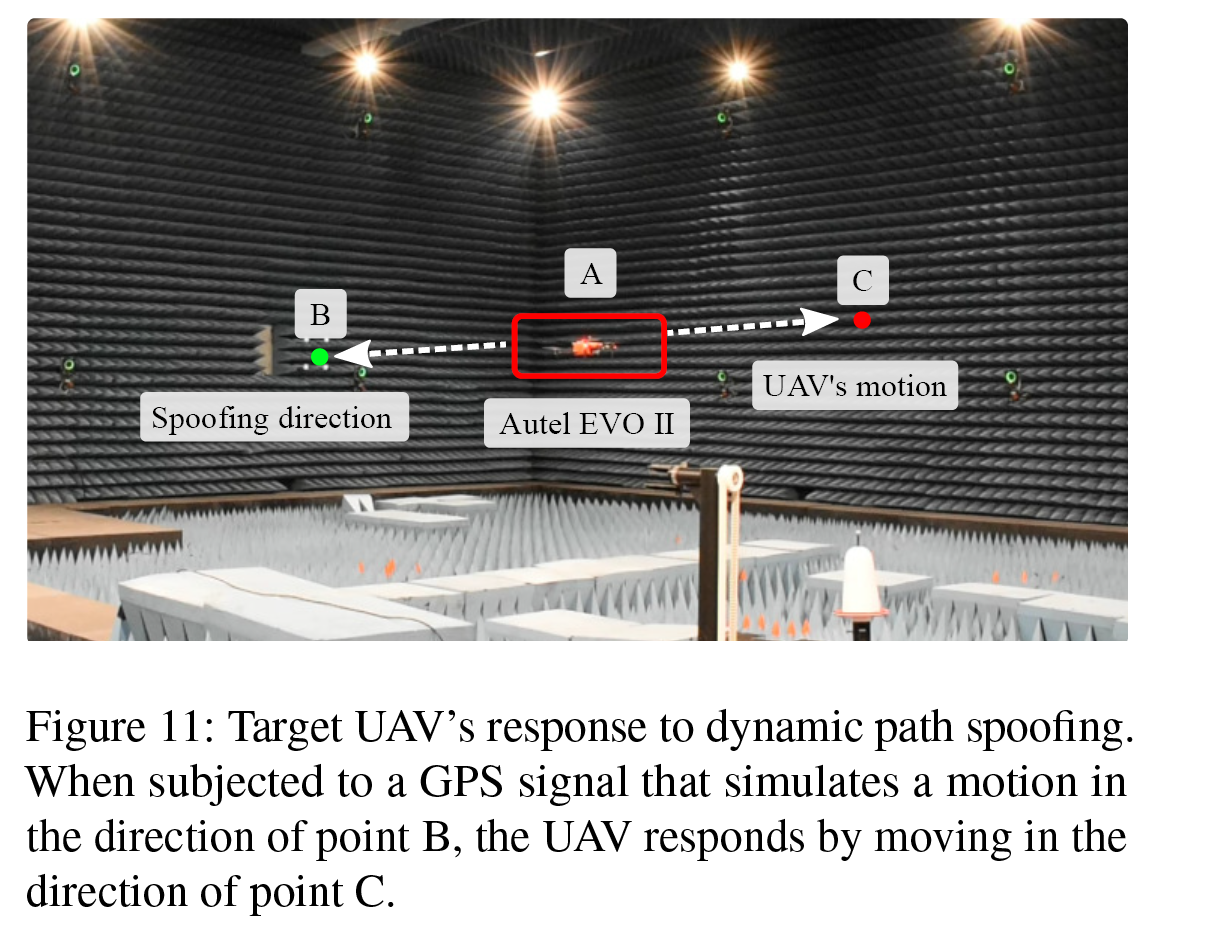 A
C
B
UAV's motion
Spoofing direction
Autel EVO II
Figure 11: Target UAV's response to dynamic path spoofing.
When subjected to a GPS signal that simulates a motion in
the direction of point B, the UAV responds by moving in the
direction of point C.